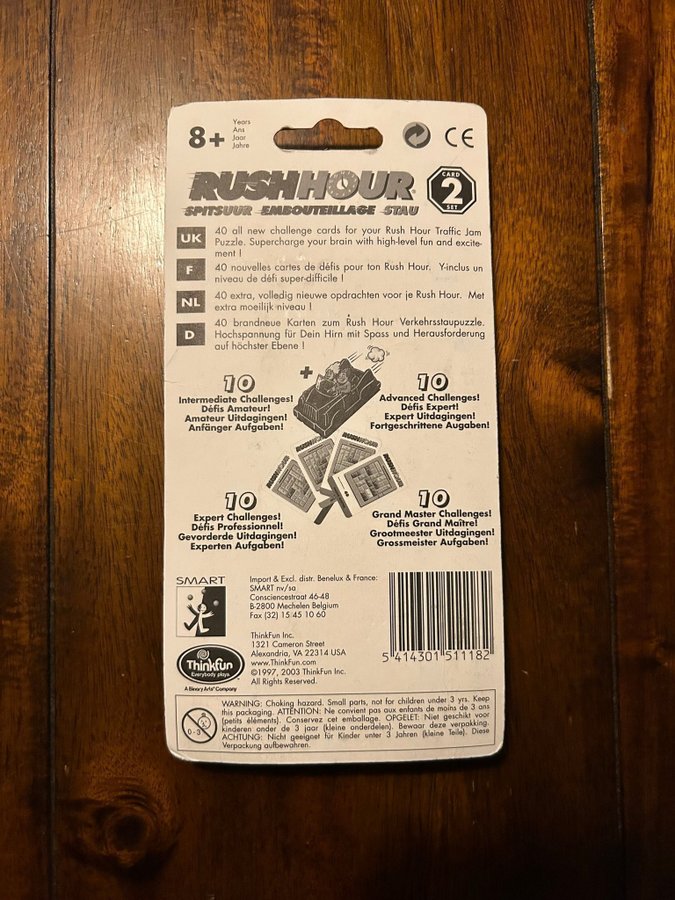 8+
Years
Ans
Jaar
Jahre
CE
RUSH HOUR
SPITSUUR EMBOUTEILLAGE STAU
CARD
2
SET
UK
40 all new challenge cards for your Rush Hour Traffic Jam
Puzzle. Supercharge your brain with high-level fun and excite-
ment !
F
40 nouvelles cartes de défis pour ton Rush Hour. Y-inclus un
niveau de défi super-difficile !
NL
40 extra, volledig nieuwe opdrachten voor je Rush Hour. Met
extra moeilijk niveau !
D
40 brandneue Karten zum Rush Hour Verkehrsstaupuzzle.
Hochspannung für Dein Hirn mit Spass und Herausforderung
auf höchster Ebene !
+
10
Intermediate Challenges!
Défis Amateur!
Amateur Uitdagingen!
Anfänger Aufgaben!
10
Advanced Challenges!
Défis Expert!
Expert Uitdagingen!
Fortgeschrittene Augaben!
RUSH HOUR
RUSH HOUR
RUSH HOUR
RUSH HOUR
10
Expert Challenges!
Défis Professionnel!
Gevorderde Uitdagingen!
Experten Aufgaben!
10
Grand Master Challenges!
Défis Grand Maître!
Grootmeester Uitdagingen!
Grossmeister Aufgaben!
SMART
Import & Excl. distr. Benelux & France:
SMART nv/sa
Consciencestraat 46-48
B-2800 Mechelen Belgium
Fax (32) 15 45 10 60
ThinkFun Inc.
1321 Cameron Street
Alexandria, VA 22314 USA
www.ThinkFun.com
©1997, 2003 ThinkFun Inc.
All Rights Reserved.
ThinkFun
Everybody plays.
A Binary Arts® Company
5 414301 511182
0-3
WARNING: Choking hazard. Small parts, not for children under 3 yrs. Keep
this packaging. ATTENTION: Ne convient pas aux enfants de moins de 3 ans
(petits éléments). Conservez cet emballage. OPGELET: Niet geschikt voor
kinderen onder de 3 jaar (kleine onderdelen). Bewaar deze verpakking.
ACHTUNG: Nicht geeignet für Kinder unter 3 Jahren (kleine Teile). Diese
Verpackung aufbewahren.